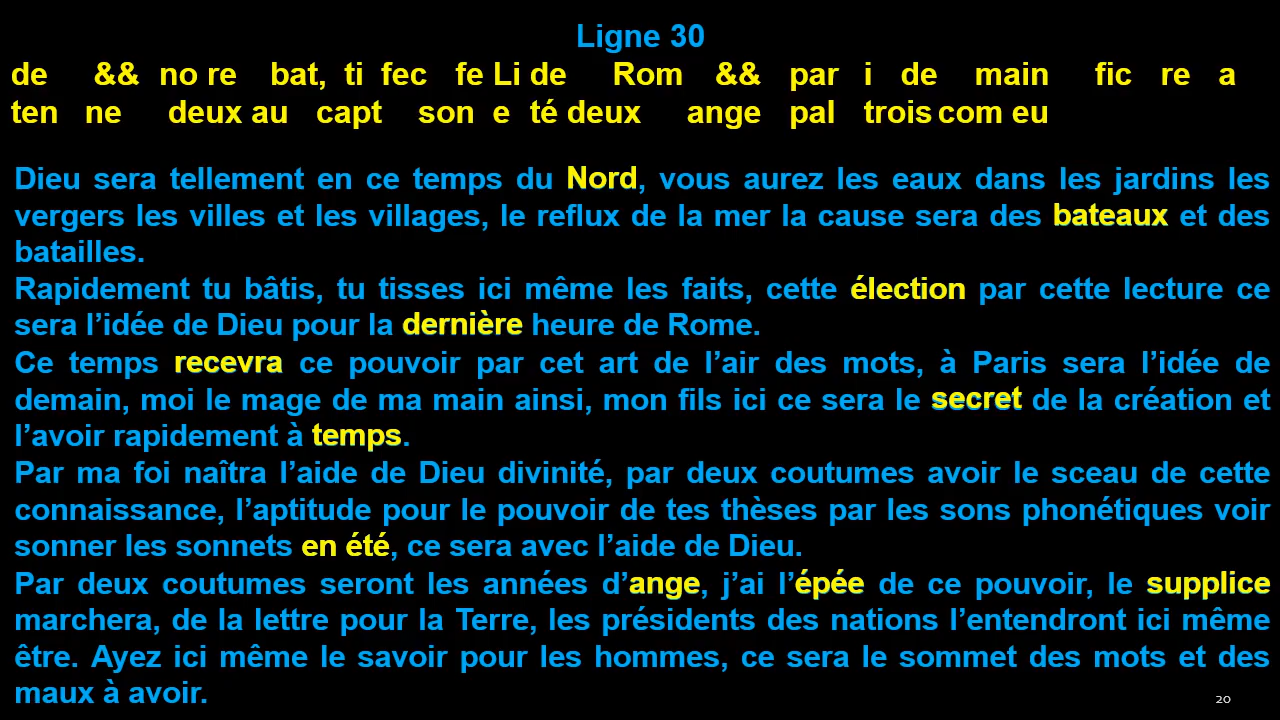 Ligne 30
de && no re bat, ti fec fe Li de Rom && par i de main fic re a
ten ne deux au capt son e té deux ange pal trois com eu
Dieu sera tellement en ce temps du Nord, vous aurez les eaux dans les jardins les
vergers les villes et les villages, le reflux de la mer la cause sera des bateaux et des
batailles.
Rapidement tu bâtis, tu tisses ici même les faits, cette élection par cette lecture ce
sera l’idée de Dieu pour la dernière heure de Rome.
Ce temps recevra ce pouvoir par cet art de l’air des mots, à Paris sera l’idée de
demain, moi le mage de ma main ainsi, mon fils ici ce sera le secret de la création et
l’avoir rapidement à temps.
Par ma foi naîtra l’aide de Dieu divinité, par deux coutumes avoir le sceau de cette
connaissance, l’aptitude pour le pouvoir de tes thèses par les sons phonétiques voir
sonner les sonnets en été, ce sera avec l’aide de Dieu.
Par deux coutumes seront les années d’ange, j’ai l’épée de ce pouvoir, le supplice
marchera, de la lettre pour la Terre, les présidents des nations l’entendront ici même
être. Ayez ici même le savoir pour les hommes, ce sera le sommet des mots et des
maux à avoir.
20